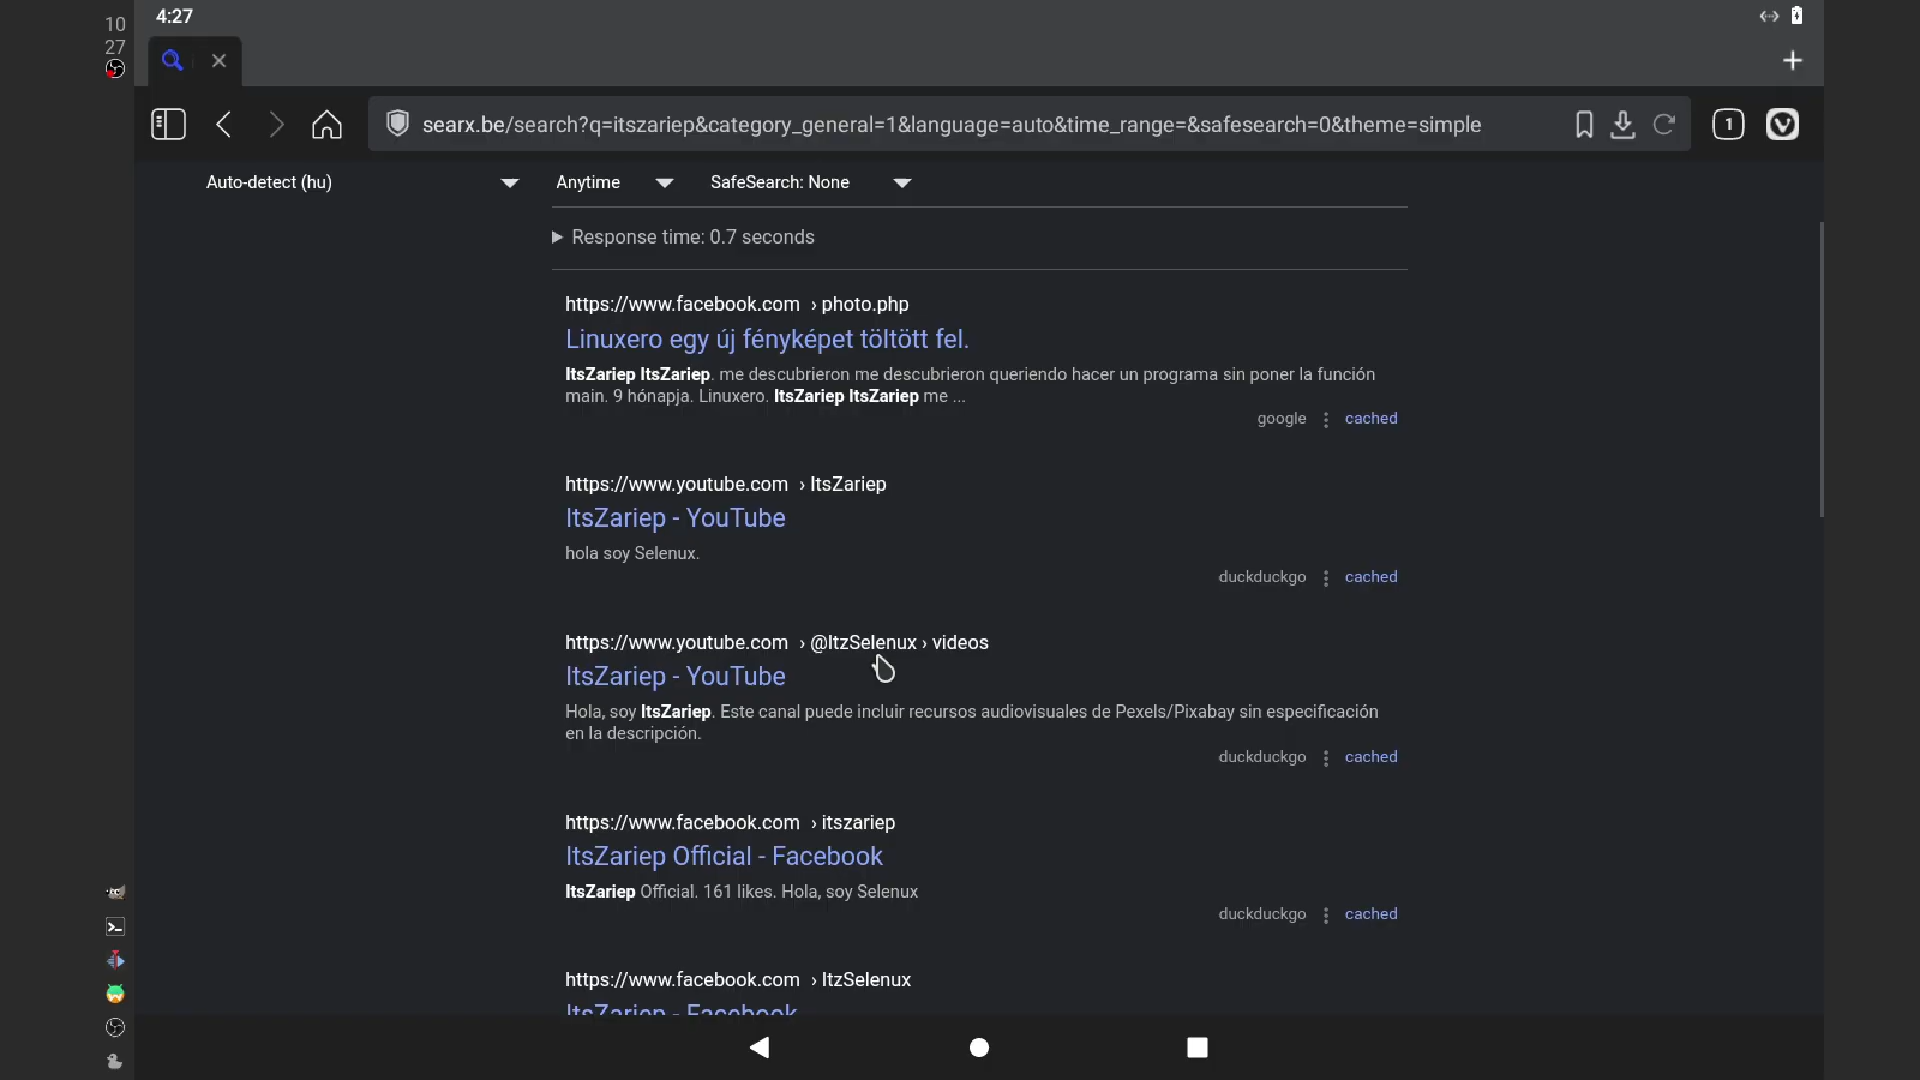 10
27
4:27
searx.be/search?q=itszariep&category_general=1&language=auto&time_range=&safesearch=0&theme=simple
1
Auto-detect (hu)
Anytime
SafeSearch: None
Response time: 0.7 seconds
https://www.facebook.com › photo.php
Linuxero egy új fényképet töltött fel.
ItsZariep ItsZariep. me descubrieron me descubrieron queriendo hacer un programa sin poner la función
main. 9 hónapja. Linuxero. ItsZariep ItsZariep me ...
google
cached
https://www.youtube.com › ItsZariep
ItsZariep - YouTube
hola soy Selenux.
duckduckgo
cached
https://www.youtube.com › @ItzSelenux › videos
ItsZariep - YouTube
Hola, soy ItsZariep. Este canal puede incluir recursos audiovisuales de Pexels/Pixabay sin especificación
en la descripción.
duckduckgo
cached
https://www.facebook.com › itszariep
ItsZariep Official - Facebook
ItsZariep Official. 161 likes. Hola, soy Selenux
duckduckgo
cached
https://www.facebook.com › ItzSelenux
ItsZariep - Facebook